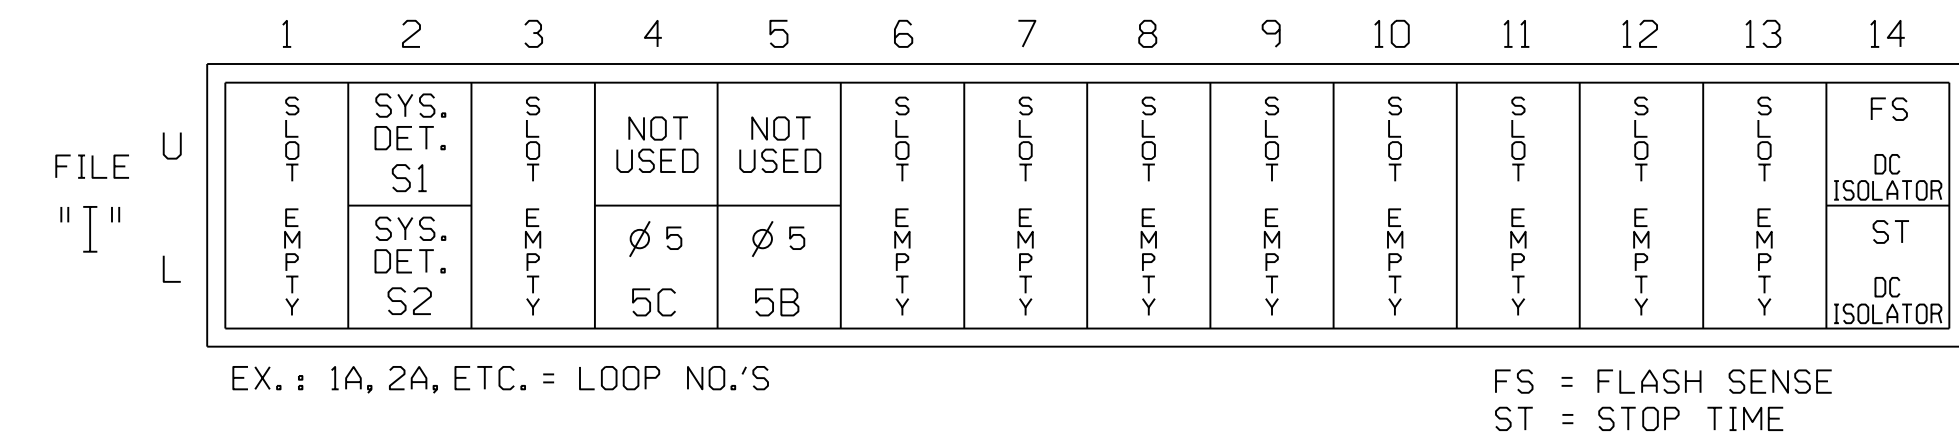 1 2 3 4 5 6 7 8 9 10 11 12 13 14
FILE
"I"
U
L
SLOT EMPTY
SYS.
DET.
S1
SYS.
DET.
S2
SLOT EMPTY
NOT
USED
Ø 5
5C
NOT
USED
Ø 5
5B
SLOT EMPTY
SLOT EMPTY
SLOT EMPTY
SLOT EMPTY
SLOT EMPTY
SLOT EMPTY
SLOT EMPTY
SLOT EMPTY
FS
DC
ISOLATOR
ST
DC
ISOLATOR
EX.: 1A, 2A, ETC. = LOOP NO.'S
FS = FLASH SENSE
ST = STOP TIME